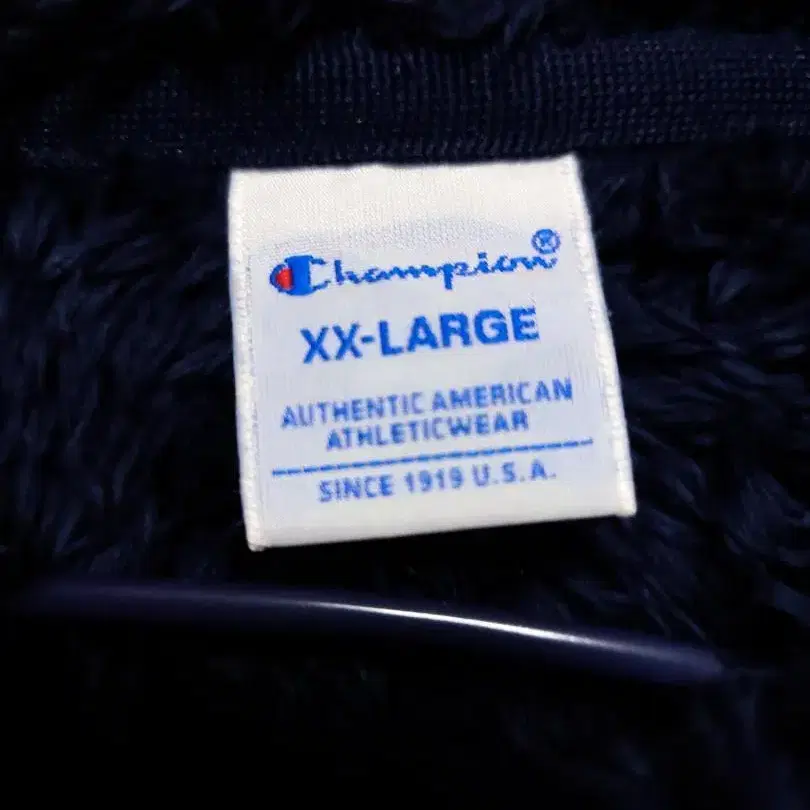 Champion®
XX-LARGE
AUTHENTIC AMERICAN
ATHLETICWEAR
SINCE 1919 U.S.A.